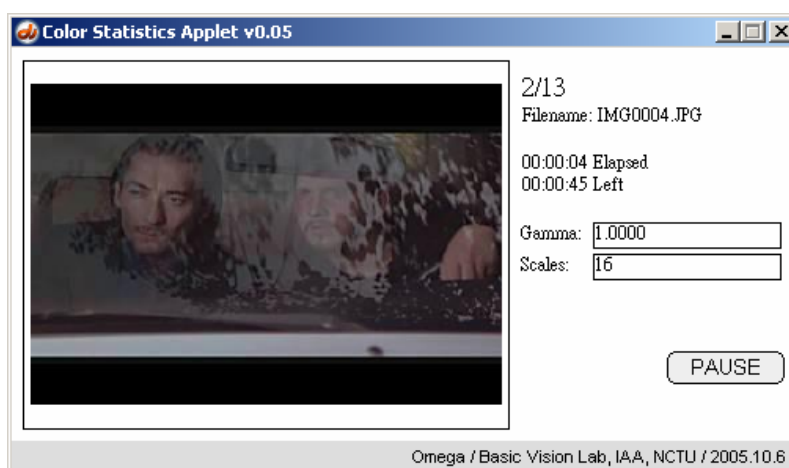 Color Statistics Applet v0.05
2/13
Filename: IMG0004.JPG
00:00:04 Elapsed
00:00:45 Left
Gamma: 1.0000
Scales: 16
PAUSE
Omega / Basic Vision Lab, IAA, NCTU / 2005.10.6